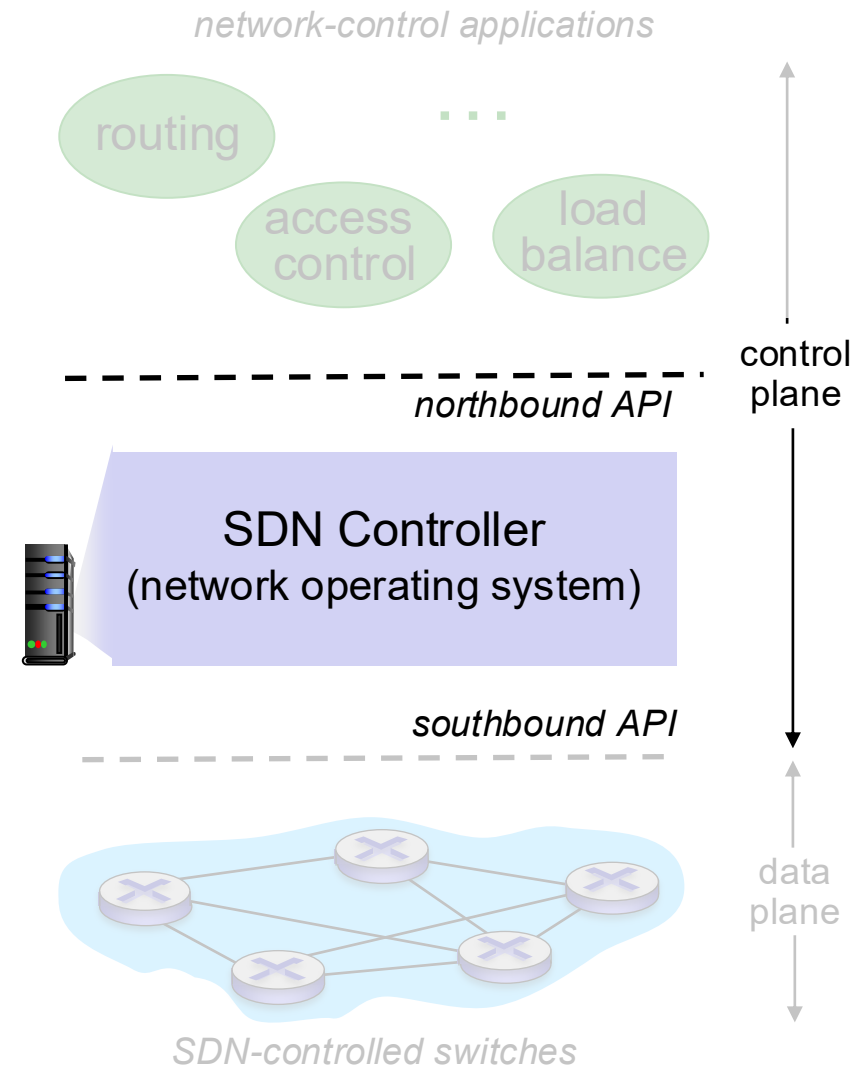 network-control applications
routing
...
access
control
load
balance
control
plane
northbound API
SDN Controller
(network operating system)
southbound API
data
plane
SDN-controlled switches